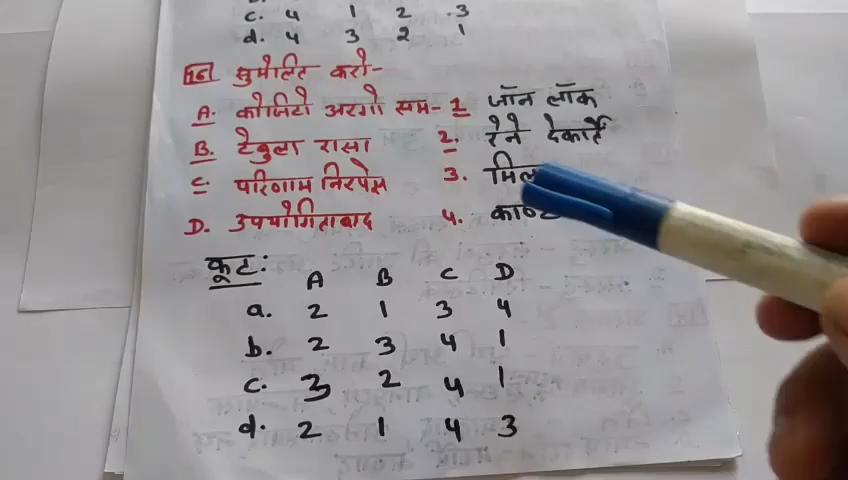 c. 4 1 2 3
d. 4 3 2 1
सुमेलित करो-
A. कोजिटो अरगो सम- 1. जॉन लॉक
B. टेबुला रासा 2. रेने देकार्ते
C. परिणाम निरपेक्ष 3. मिल
D. उपयोगितावाद 4. काण्ट
कूट: A B C D
a. 2 1 3 4
b. 2 3 4 1
c. 3 2 4 1
d. 2 1 4 3